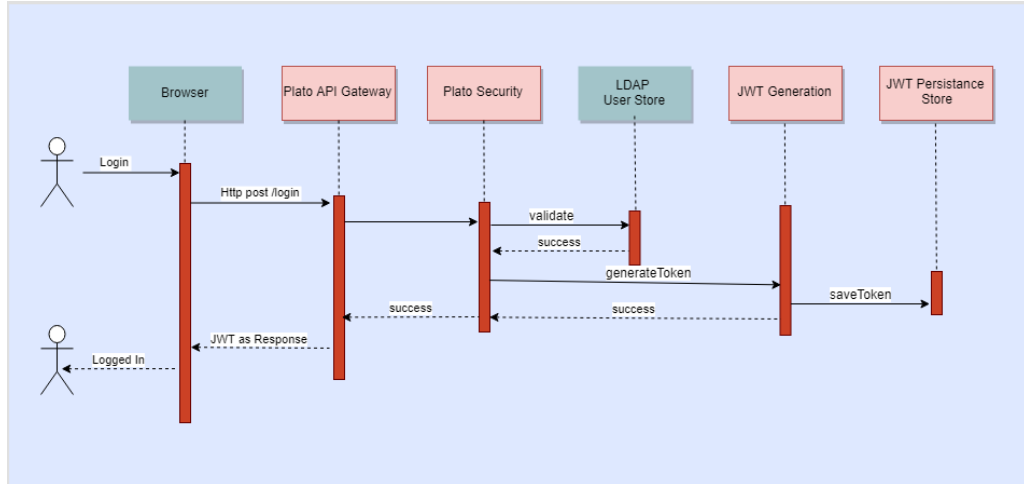 Browser
Plato API Gateway
Plato Security
LDAP
User Store
JWT Generation
JWT Persistance
Store
Login
Http post /login
validate
success
generateToken
saveToken
success
success
JWT as Response
Logged In